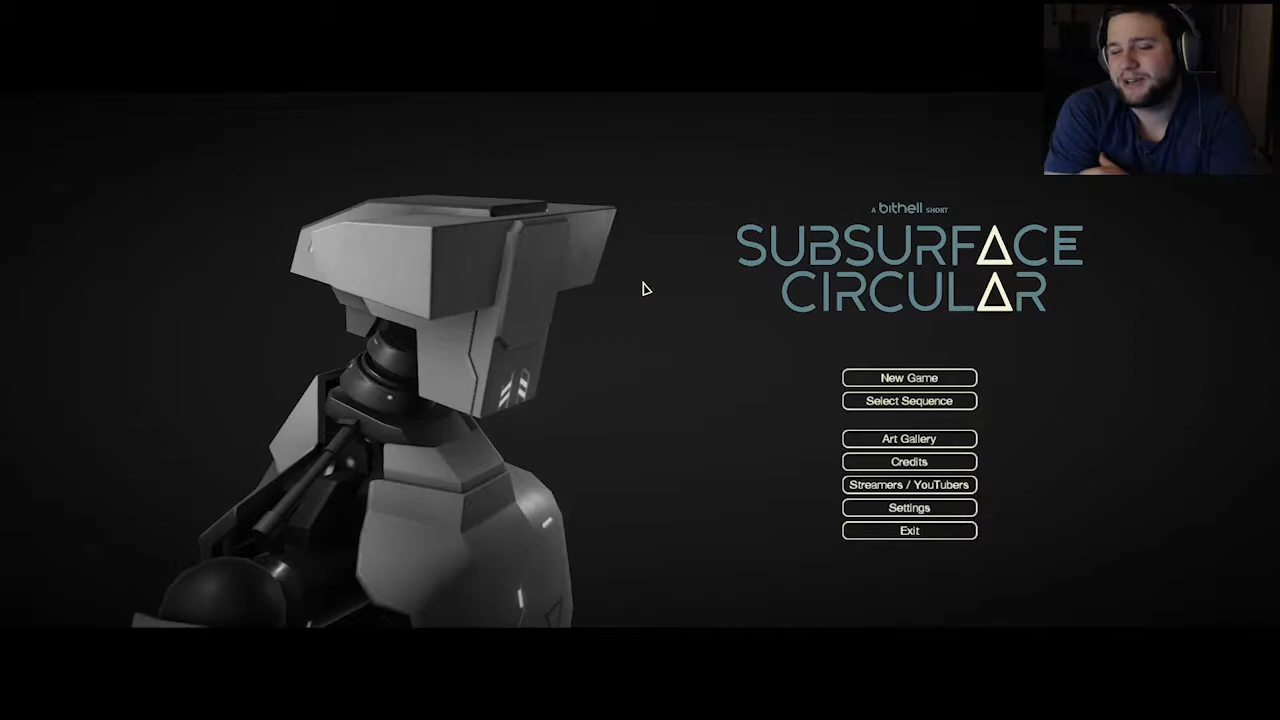 A bithell SHORT
SUBSURFACE
CIRCULAR
New Game
Select Sequence
Art Gallery
Credits
Streamers / YouTubers
Settings
Exit